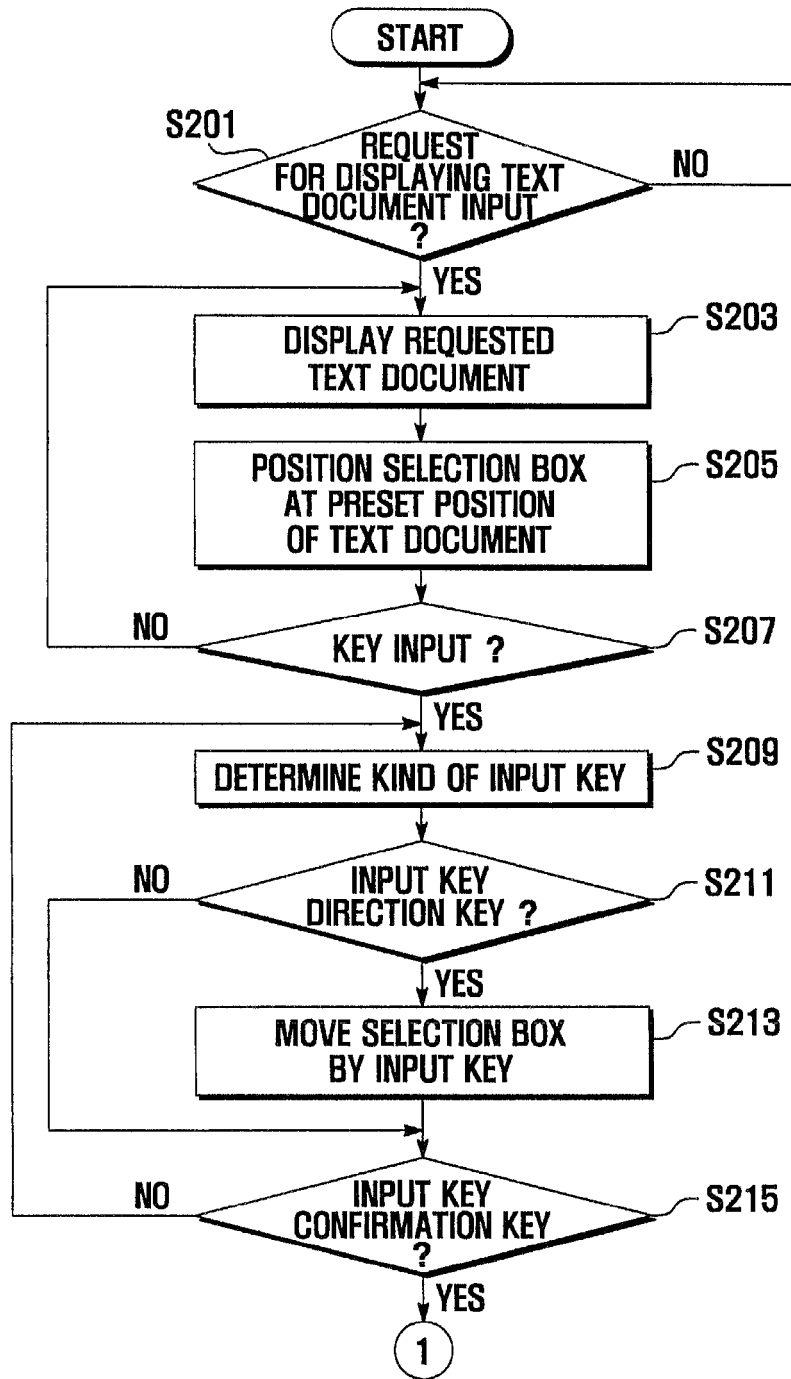 START
S201
REQUEST
FOR DISPLAYING TEXT
DOCUMENT INPUT
?
NO
YES
DISPLAY REQUESTED
TEXT DOCUMENT
S203
POSITION SELECTION BOX
AT PRESET POSITION
OF TEXT DOCUMENT
S205
NO
KEY INPUT ?
S207
YES
DETERMINE KIND OF INPUT KEY
S209
NO
INPUT KEY
DIRECTION KEY ?
S211
YES
MOVE SELECTION BOX
BY INPUT KEY
S213
NO
INPUT KEY
CONFIRMATION KEY
?
S215
YES
1